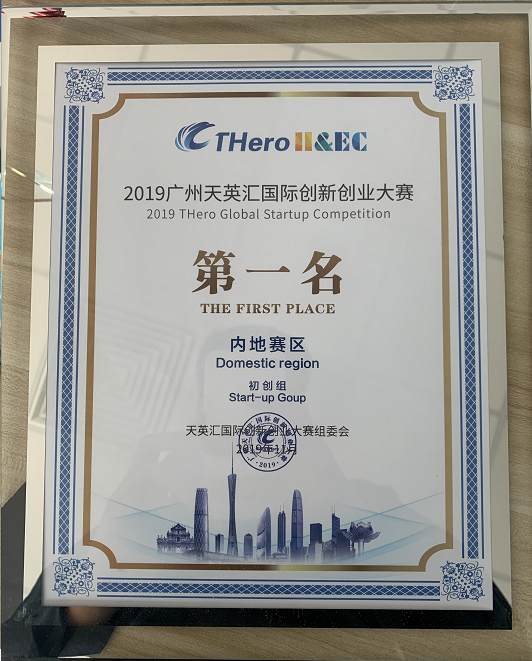 THero II&EC
2019广州天英汇国际创新创业大赛
2019 THero Global Startup Competition
第一名
THE FIRST PLACE
内地赛区
Domestic region
初创组
Start-up Goup
天英汇国际创新创业大赛组委会
2019年11月
·2019·